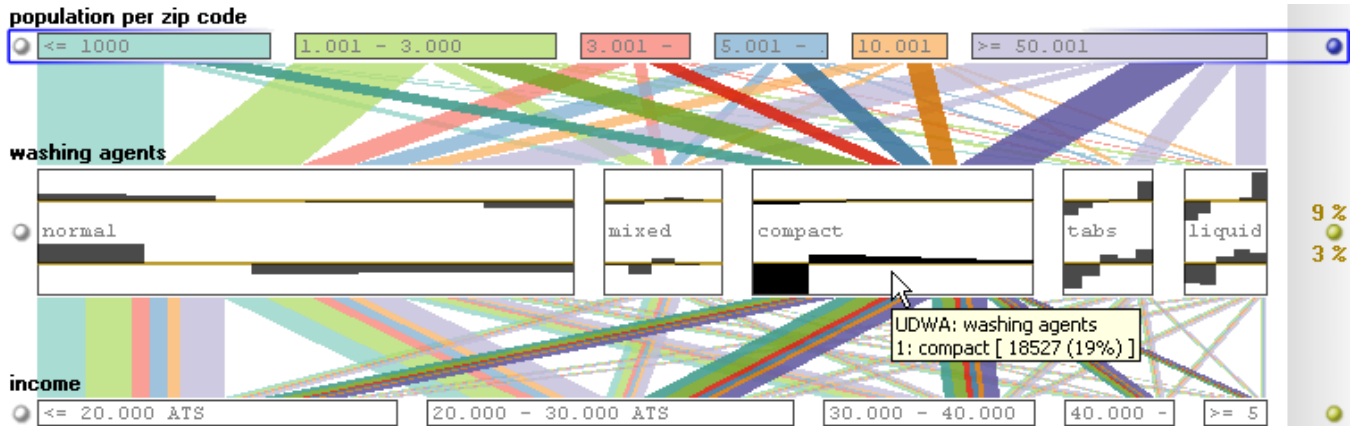 population per zip code
<= 1000 1.001 - 3.000 3.001 - 5.001 - . 10.001 >= 50.001
washing agents
9 %
normal mixed compact tabs liquid
3 %
UDWA: washing agents
1: compact [ 18527 (19%) ]
income
<= 20.000 ATS 20.000 - 30.000 ATS 30.000 - 40.000 40.000 - >= 5